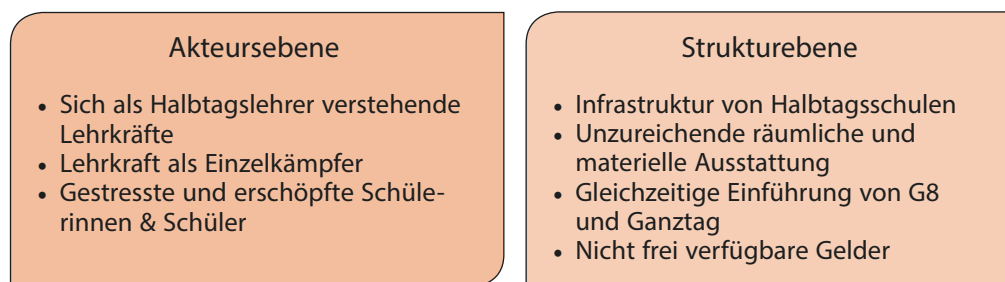 Akteursebene
• Sich als Halbtagslehrer verstehende
Lehrkräfte
• Lehrkraft als Einzelkämpfer
• Gestresste und erschöpfte Schüle-
rinnen & Schüler
Strukturebene
• Infrastruktur von Halbtagsschulen
• Unzureichende räumliche und
materielle Ausstattung
• Gleichzeitige Einführung von G8
und Ganztag
• Nicht frei verfügbare Gelder